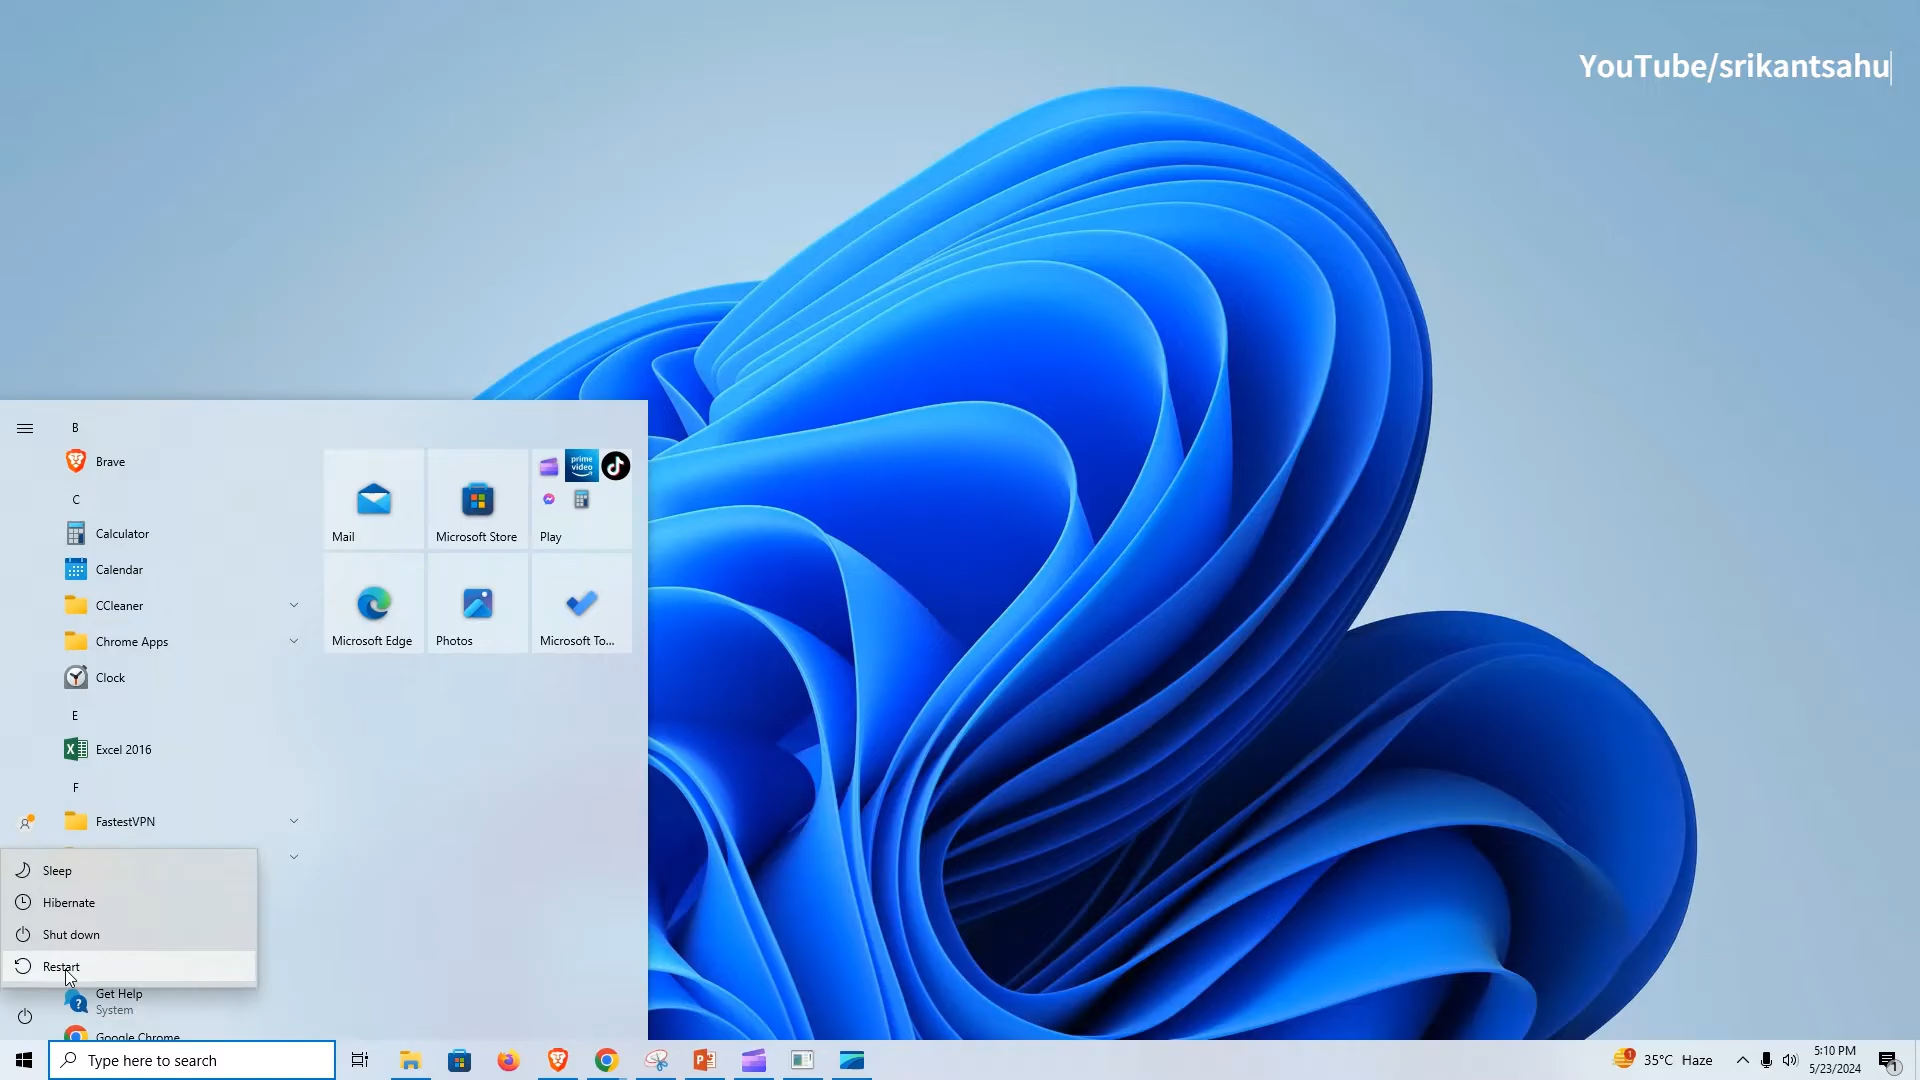 YouTube/srikantsahu
B
Brave
C
Calculator
Calendar
CCleaner
Chrome Apps
Clock
E
Excel 2016
F
FastestVPN
Mail
Microsoft Store
prime video
Play
Microsoft Edge
Photos
Microsoft To...
Sleep
Hibernate
Shut down
Restart
Get Help
System
Google Chrome
Type here to search
1
35°C Haze
5:10 PM
5/23/2024
1